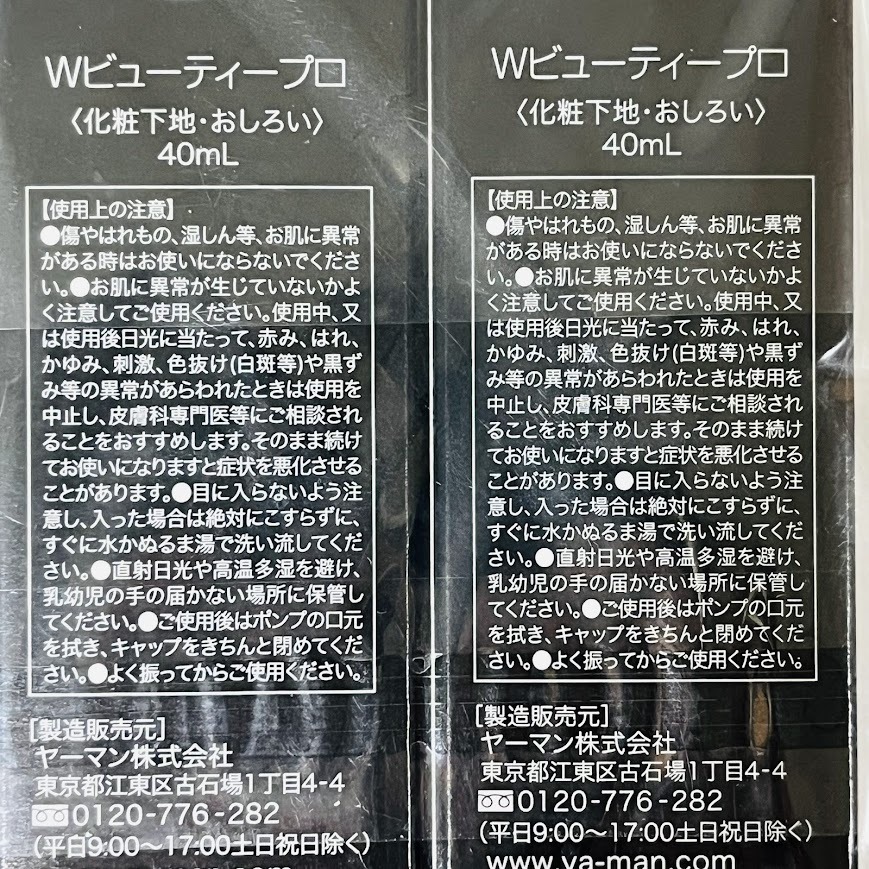 Wビューティープロ
〈化粧下地・おしろい〉
40mL
【使用上の注意】
●傷やはれもの、湿しん等、お肌に異常
がある時はお使いにならないでくださ
い。●お肌に異常が生じていないかよ
く注意してご使用ください。使用中、又
は使用後日光に当たって、赤み、はれ、
かゆみ、刺激、色抜け(白斑等)や黒ず
み等の異常があらわれたときは使用を
中止し、皮膚科専門医等にご相談され
ることをおすすめします。そのまま続け
てお使いになりますと症状を悪化させる
ことがあります。●目に入らないよう注
意し、入った場合は絶対にこすらずに、
すぐに水かぬるま湯で洗い流してくだ
さい。●直射日光や高温多湿を避け、
乳幼児の手の届かない場所に保管し
てください。●ご使用後はポンプの口元
を拭き、キャップをきちんと閉めてくだ
さい。●よく振ってからご使用ください。
[製造販売元]
ヤーマン株式会社
東京都江東区古石場1丁目4-4
0120-776-282
(平日9:00〜17:00土日祝日除く)
Wビューティープロ
〈化粧下地・おしろい〉
40mL
【使用上の注意】
●傷やはれもの、湿しん等、お肌に異常
がある時はお使いにならないでくださ
い。●お肌に異常が生じていないかよ
く注意してご使用ください。使用中、又
は使用後日光に当たって、赤み、はれ、
かゆみ、刺激、色抜け(白斑等)や黒ず
み等の異常があらわれたときは使用を
中止し、皮膚科専門医等にご相談され
ることをおすすめします。そのまま続け
てお使いになりますと症状を悪化させる
ことがあります。●目に入らないよう注
意し、入った場合は絶対にこすらずに、
すぐに水かぬるま湯で洗い流してくだ
さい。●直射日光や高温多湿を避け、
乳幼児の手の届かない場所に保管し
てください。●ご使用後はポンプの口元
を拭き、キャップをきちんと閉めてくだ
さい。●よく振ってからご使用ください。
[製造販売元]
ヤーマン株式会社
東京都江東区古石場1丁目4-4
0120-776-282
(平日9:00〜17:00土日祝日除く)
www.ya-man.com